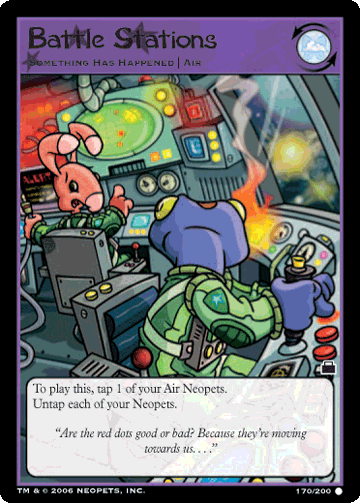 Battle Stations
Something Has Happened | Air
To play this, tap 1 of your Air Neopets.
Untap each of your Neopets.
“Are the red dots good or bad? Because they’re moving
towards us. . . .”
TM & © 2006 NEOPETS, INC.
170/200